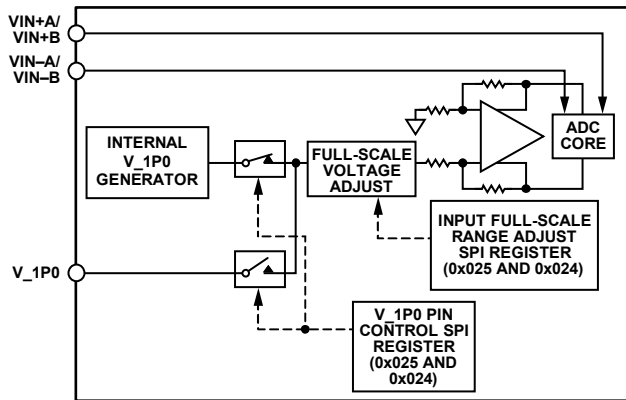 VIN+A/
VIN+B
VIN–A/
VIN–B
INTERNAL
V_1P0
GENERATOR
FULL-SCALE
VOLTAGE
ADJUST
ADC
CORE
INPUT FULL-SCALE
RANGE ADJUST
SPI REGISTER
(0x025 AND 0x024)
V_1P0
V_1P0 PIN
CONTROL SPI
REGISTER
(0x025 AND
0x024)